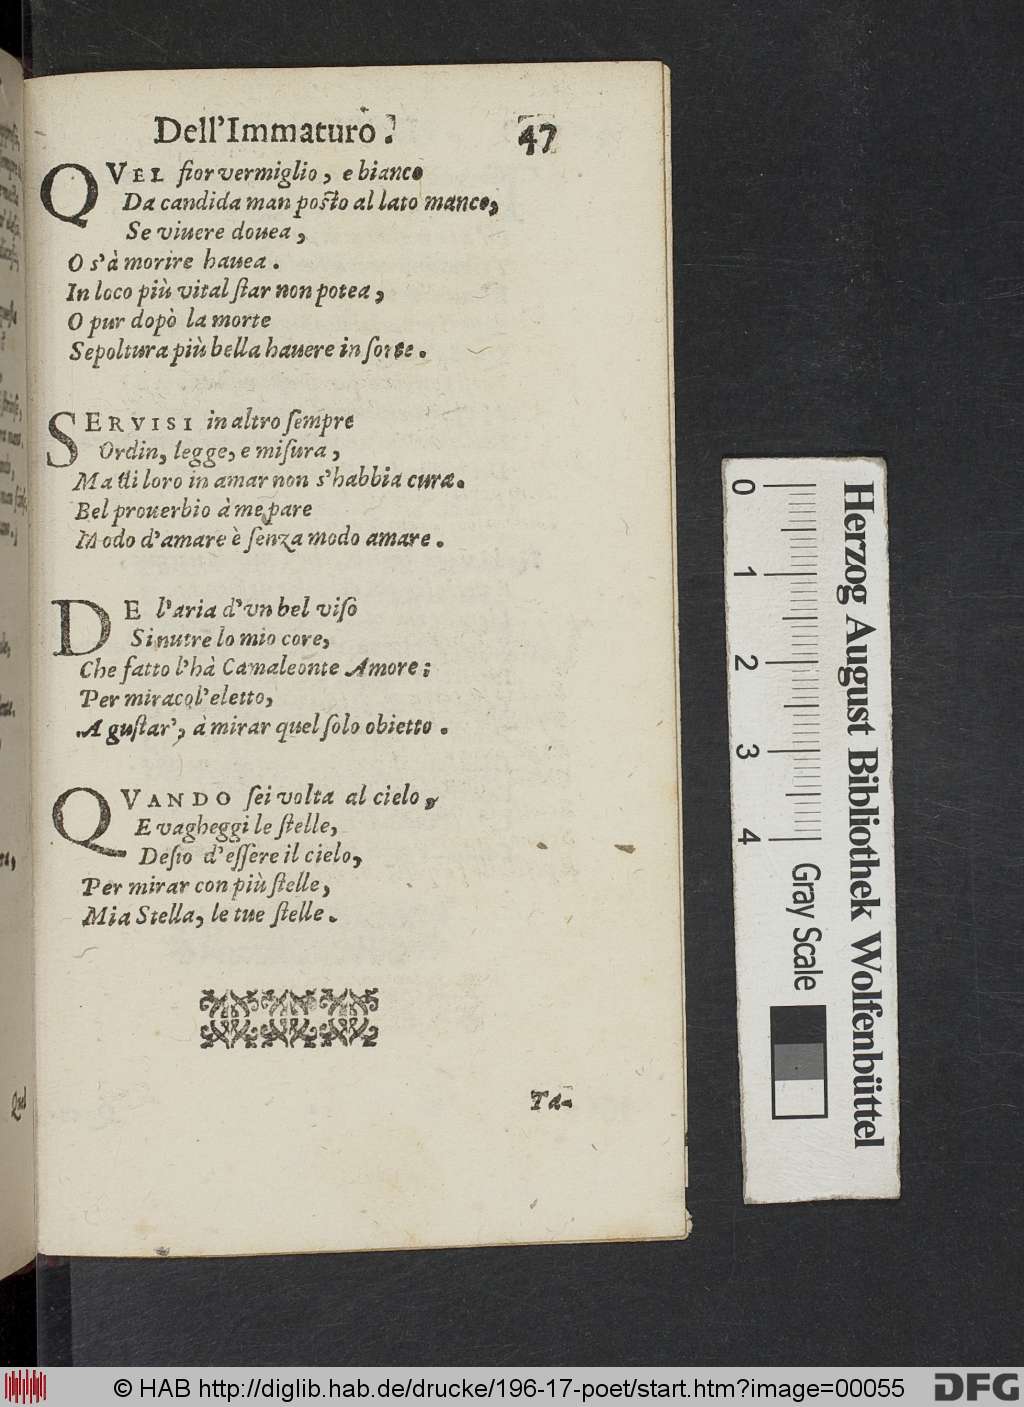 Dell'Immaturo. 47
QVEL fior vermiglio, e bianco
Da candida man posto al lato manco,
Se viuere douea,
O s'à morire hauea.
In loco più vital ſtar non potea,
O pur dopò la morte
Sepoltura più bella hauere in ſorte.
SERVISI in altro ſempre
Ordin, legge, e miſura,
Ma di loro in amar non s'habbia cura.
Bel prouerbio à me pare
Modo d'amare è ſenza modo amare.
DE l'aria d'vn bel viſo
Si nutre lo mio core,
Che fatto l'hà Camaleonte Amore;
Per miracol' eletto,
A guſtar', à mirar quel ſolo obietto.
QVANDO ſei volta al cielo,
E vagheggi le ſtelle,
Deſio d'eſſere il cielo,
Per mirar con più ſtelle,
Mia Stella, le tue ſtelle.
Ta-
0 1 2 3 4 Gray Scale
Herzog August Bibliothek Wolfenbüttel
© HAB http://diglib.hab.de/drucke/196-17-poet/start.htm?image=00055
DFG